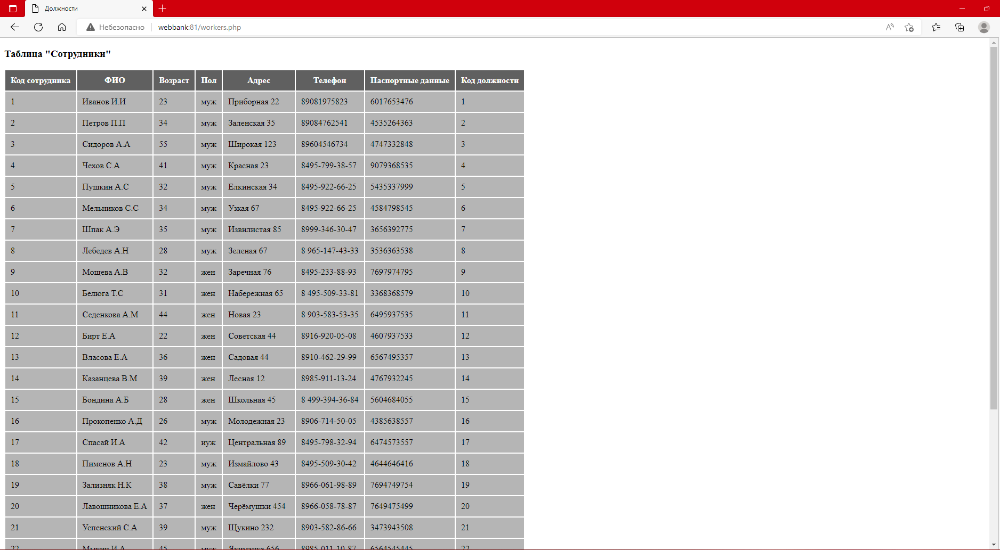 Должности
Небезопасно webbank:81/workers.php
Таблица "Сотрудники"
Код сотрудника ФИО Возраст Пол Адрес Телефон Паспортные данные Код должности
1 Иванов И.И 23 муж Приборная 22 89081975823 6017653476 1
2 Петров П.П 34 муж Заленская 35 89084762541 4535264363 2
3 Сидоров А.А 55 муж Широкая 123 89604546734 4747332848 3
4 Чехов С.А 41 муж Красная 23 8495-799-38-57 9079368535 4
5 Пушкин А.С 32 муж Елкинская 34 8495-922-66-25 5435337999 5
6 Мельников С.С 34 муж Узкая 67 8495-922-66-25 4584798545 6
7 Шпак А.Э 35 муж Извилистая 85 8999-346-30-47 3656392775 7
8 Лебедев А.Н 28 муж Зеленая 67 8 965-147-43-33 3536363538 8
9 Мощева А.В 32 жен Заречная 76 8495-233-88-93 7697974795 9
10 Белюга Т.С 31 жен Набережная 65 8 495-509-33-81 3368368579 10
11 Седенкова А.М 44 жен Новая 23 8 903-583-53-35 6495937535 11
12 Бирт Е.А 22 жен Советская 44 8916-920-05-08 4607937533 12
13 Власова Е.А 36 жен Садовая 44 8910-462-29-99 6567495357 13
14 Казанцева В.М 39 жен Лесная 12 8985-911-13-24 4767932245 14
15 Бондина А.Б 28 жен Школьная 45 8 499-394-36-84 5604684055 15
16 Прокопенко А.Д 26 муж Молодежная 23 8906-714-50-05 4385638557 16
17 Спасай И.А 42 иуж Центральная 89 8495-798-32-94 6474573557 17
18 Пименов А.Н 23 муж Измайлово 43 8495-509-30-42 4644646416 18
19 Зализняк Н.К 38 муж Савёлки 77 8966-061-98-89 7694749754 19
20 Лавошникова Е.А 37 жен Черёмушки 454 8966-058-78-87 7649475499 20
21 Успенский С.А 39 муж Щукино 232 8903-582-86-66 3473943508 21
22 Мыкин И.А 45 муж Якиманка 656 8985-011-10-87 6564545445 22